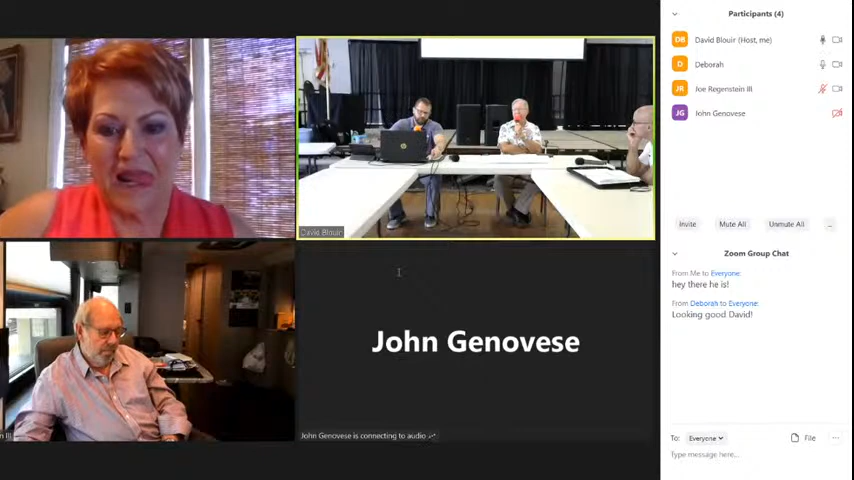 David Blouir
n III
John Genovese
John Genovese is connecting to audio
Participants (4)
DB David Blouir (Host, me)
D Deborah
JR Joe Regenstein III
JG John Genovese
Invite Mute All Unmute All ...
Zoom Group Chat
From Me to Everyone:
hey there he is!
From Deborah to Everyone:
Looking good David!
To: Everyone File ...
Type message here...